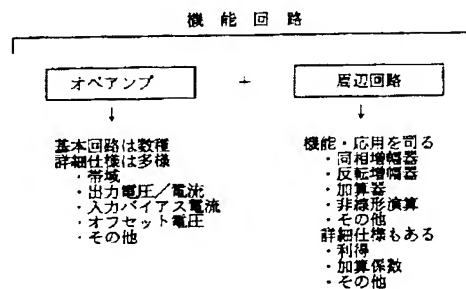 機能回路
オペアンプ + 周辺回路
↓ ↓
基本回路は数種
詳細仕様は多様
・帯域
・出力電圧／電流
・入力バイアス電流
・オフセット電圧
・その他
機能・応用を司る
・同相増幅器
・反転増幅器
・加算器
・非線形演算
・その他
詳細仕様もある
・利得
・加算係数
・その他